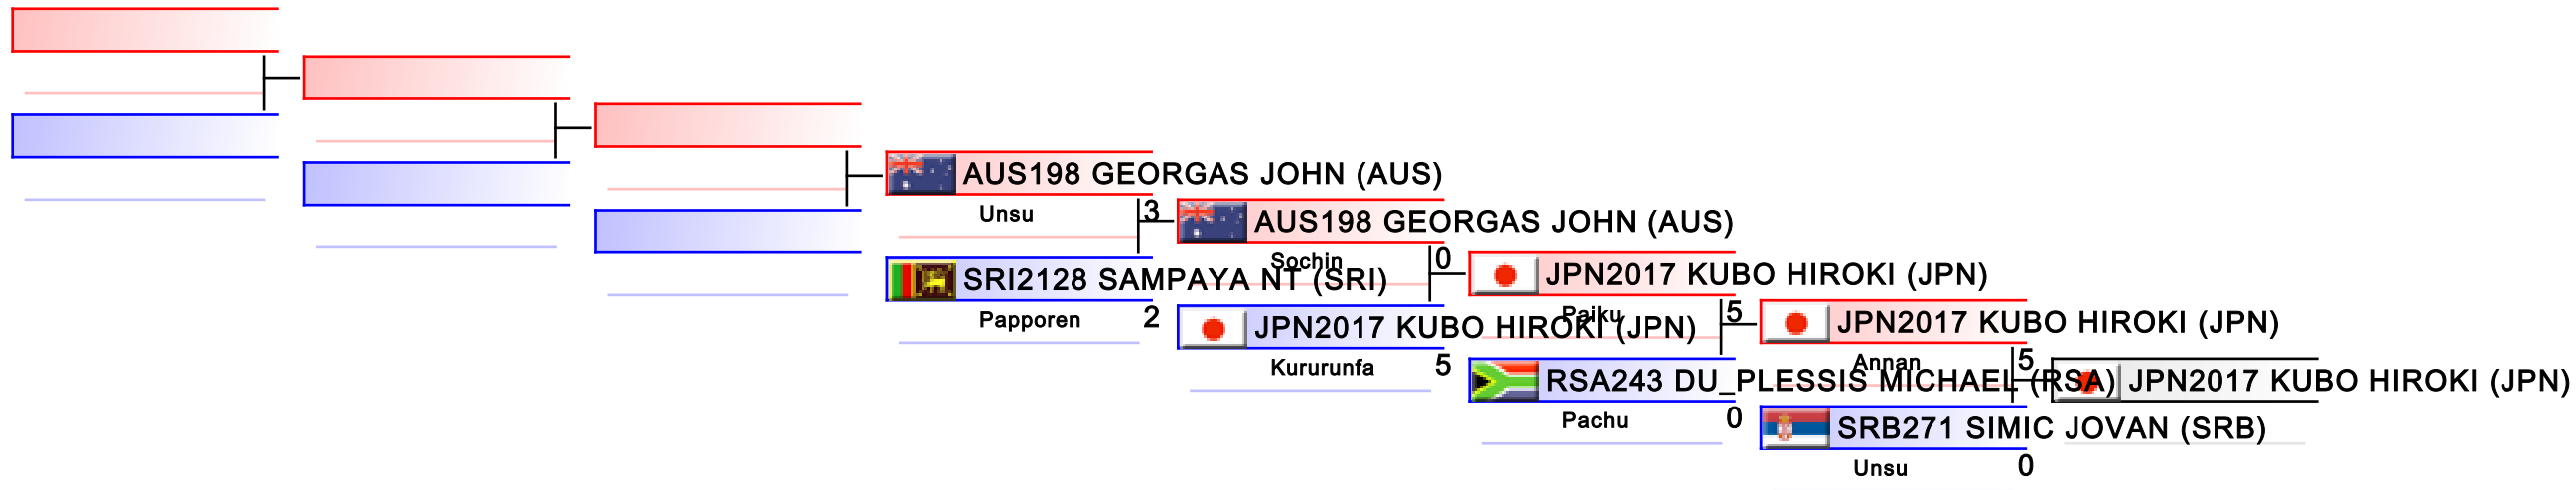 AUS198 GEORGAS JOHN (AUS)
Unsu
3
SRI2128 SAMPAYA NT (SRI)
Papporen
2
AUS198 GEORGAS JOHN (AUS)
Sochin
0
JPN2017 KUBO HIROKI (JPN)
Kururunfa
5
JPN2017 KUBO HIROKI (JPN)
Paiku
5
RSA243 DU_PLESSIS MICHAEL (RSA)
Pachu
0
JPN2017 KUBO HIROKI (JPN)
Annan
5
SRB271 SIMIC JOVAN (SRB)
Unsu
0
JPN2017 KUBO HIROKI (JPN)